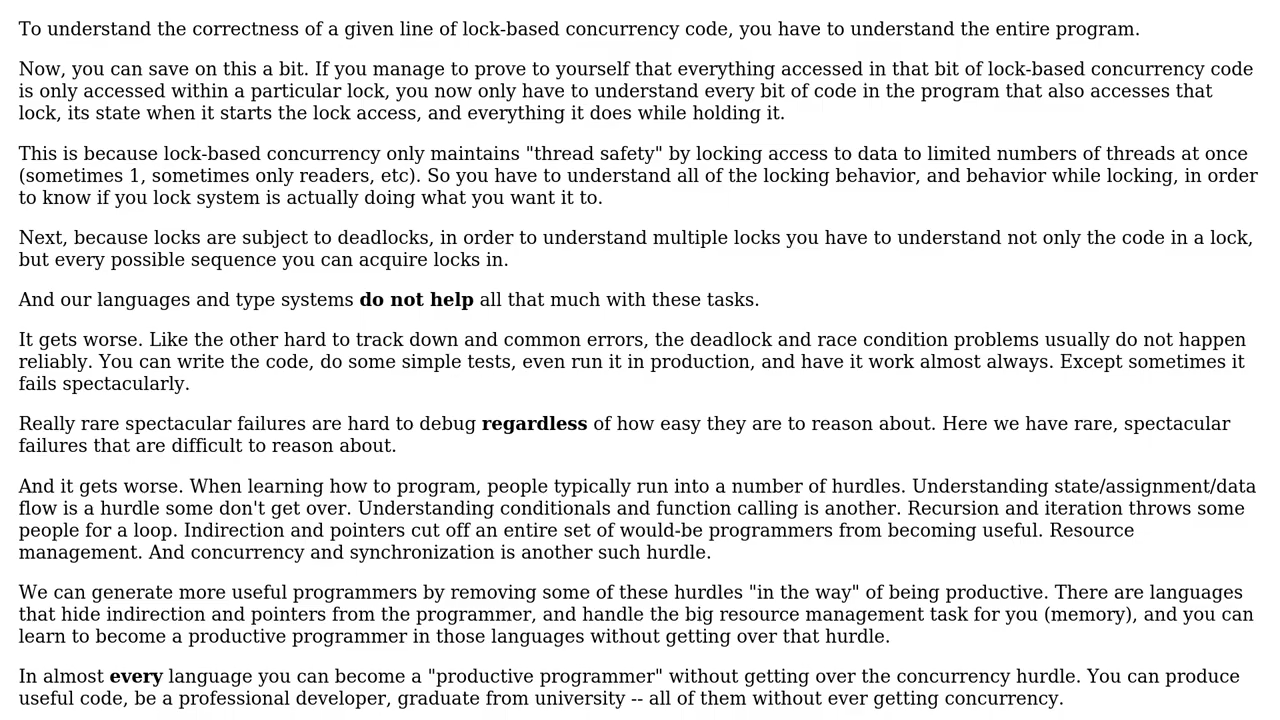 To understand the correctness of a given line of lock-based concurrency code, you have to understand the entire program.
Now, you can save on this a bit. If you manage to prove to yourself that everything accessed in that bit of lock-based concurrency code
is only accessed within a particular lock, you now only have to understand every bit of code in the program that also accesses that
lock, its state when it starts the lock access, and everything it does while holding it.
This is because lock-based concurrency only maintains "thread safety" by locking access to data to limited numbers of threads at once
(sometimes 1, sometimes only readers, etc). So you have to understand all of the locking behavior, and behavior while locking, in order
to know if you lock system is actually doing what you want it to.
Next, because locks are subject to deadlocks, in order to understand multiple locks you have to understand not only the code in a lock,
but every possible sequence you can acquire locks in.
And our languages and type systems do not help all that much with these tasks.
It gets worse. Like the other hard to track down and common errors, the deadlock and race condition problems usually do not happen
reliably. You can write the code, do some simple tests, even run it in production, and have it work almost always. Except sometimes it
fails spectacularly.
Really rare spectacular failures are hard to debug regardless of how easy they are to reason about. Here we have rare, spectacular
failures that are difficult to reason about.
And it gets worse. When learning how to program, people typically run into a number of hurdles. Understanding state/assignment/data
flow is a hurdle some don't get over. Understanding conditionals and function calling is another. Recursion and iteration throws some
people for a loop. Indirection and pointers cut off an entire set of would-be programmers from becoming useful. Resource
management. And concurrency and synchronization is another such hurdle.
We can generate more useful programmers by removing some of these hurdles "in the way" of being productive. There are languages
that hide indirection and pointers from the programmer, and handle the big resource management task for you (memory), and you can
learn to become a productive programmer in those languages without getting over that hurdle.
In almost every language you can become a "productive programmer" without getting over the concurrency hurdle. You can produce
useful code, be a professional developer, graduate from university -- all of them without ever getting concurrency.